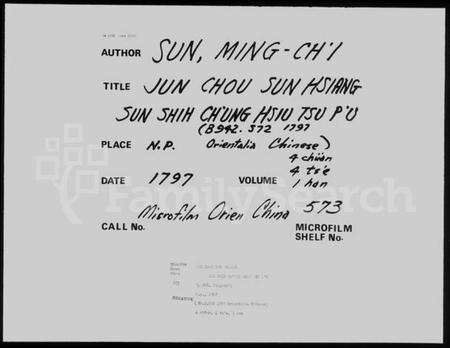 AUTHOR SUN, MING-CH'I
TITLE JUN CHOU SUN HSIANG
SUN SHIH CH'UNG HSIU TSU P'U
(B942.372 1797
PLACE N.P. Orientalia Chinese)
4 chüan
4 ts'e
DATE 1797 VOLUME 1 han
FamilySearch
Microfilm Orien China 573
CALL No. MICROFILM
SHELF No.